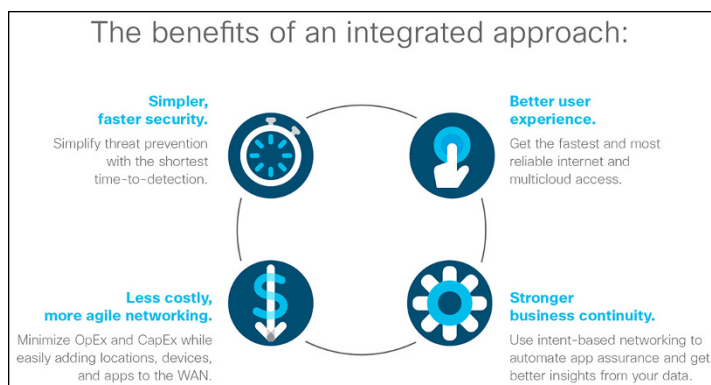 The benefits of an integrated approach:
Simpler,
faster security.
Simplify threat prevention
with the shortest
time-to-detection.
Better user
experience.
Get the fastest and most
reliable internet and
multicloud access.
Less costly,
more agile networking.
Minimize OpEx and CapEx while
easily adding locations, devices,
and apps to the WAN.
Stronger
business continuity.
Use intent-based networking to
automate app assurance and get
better insights from your data.